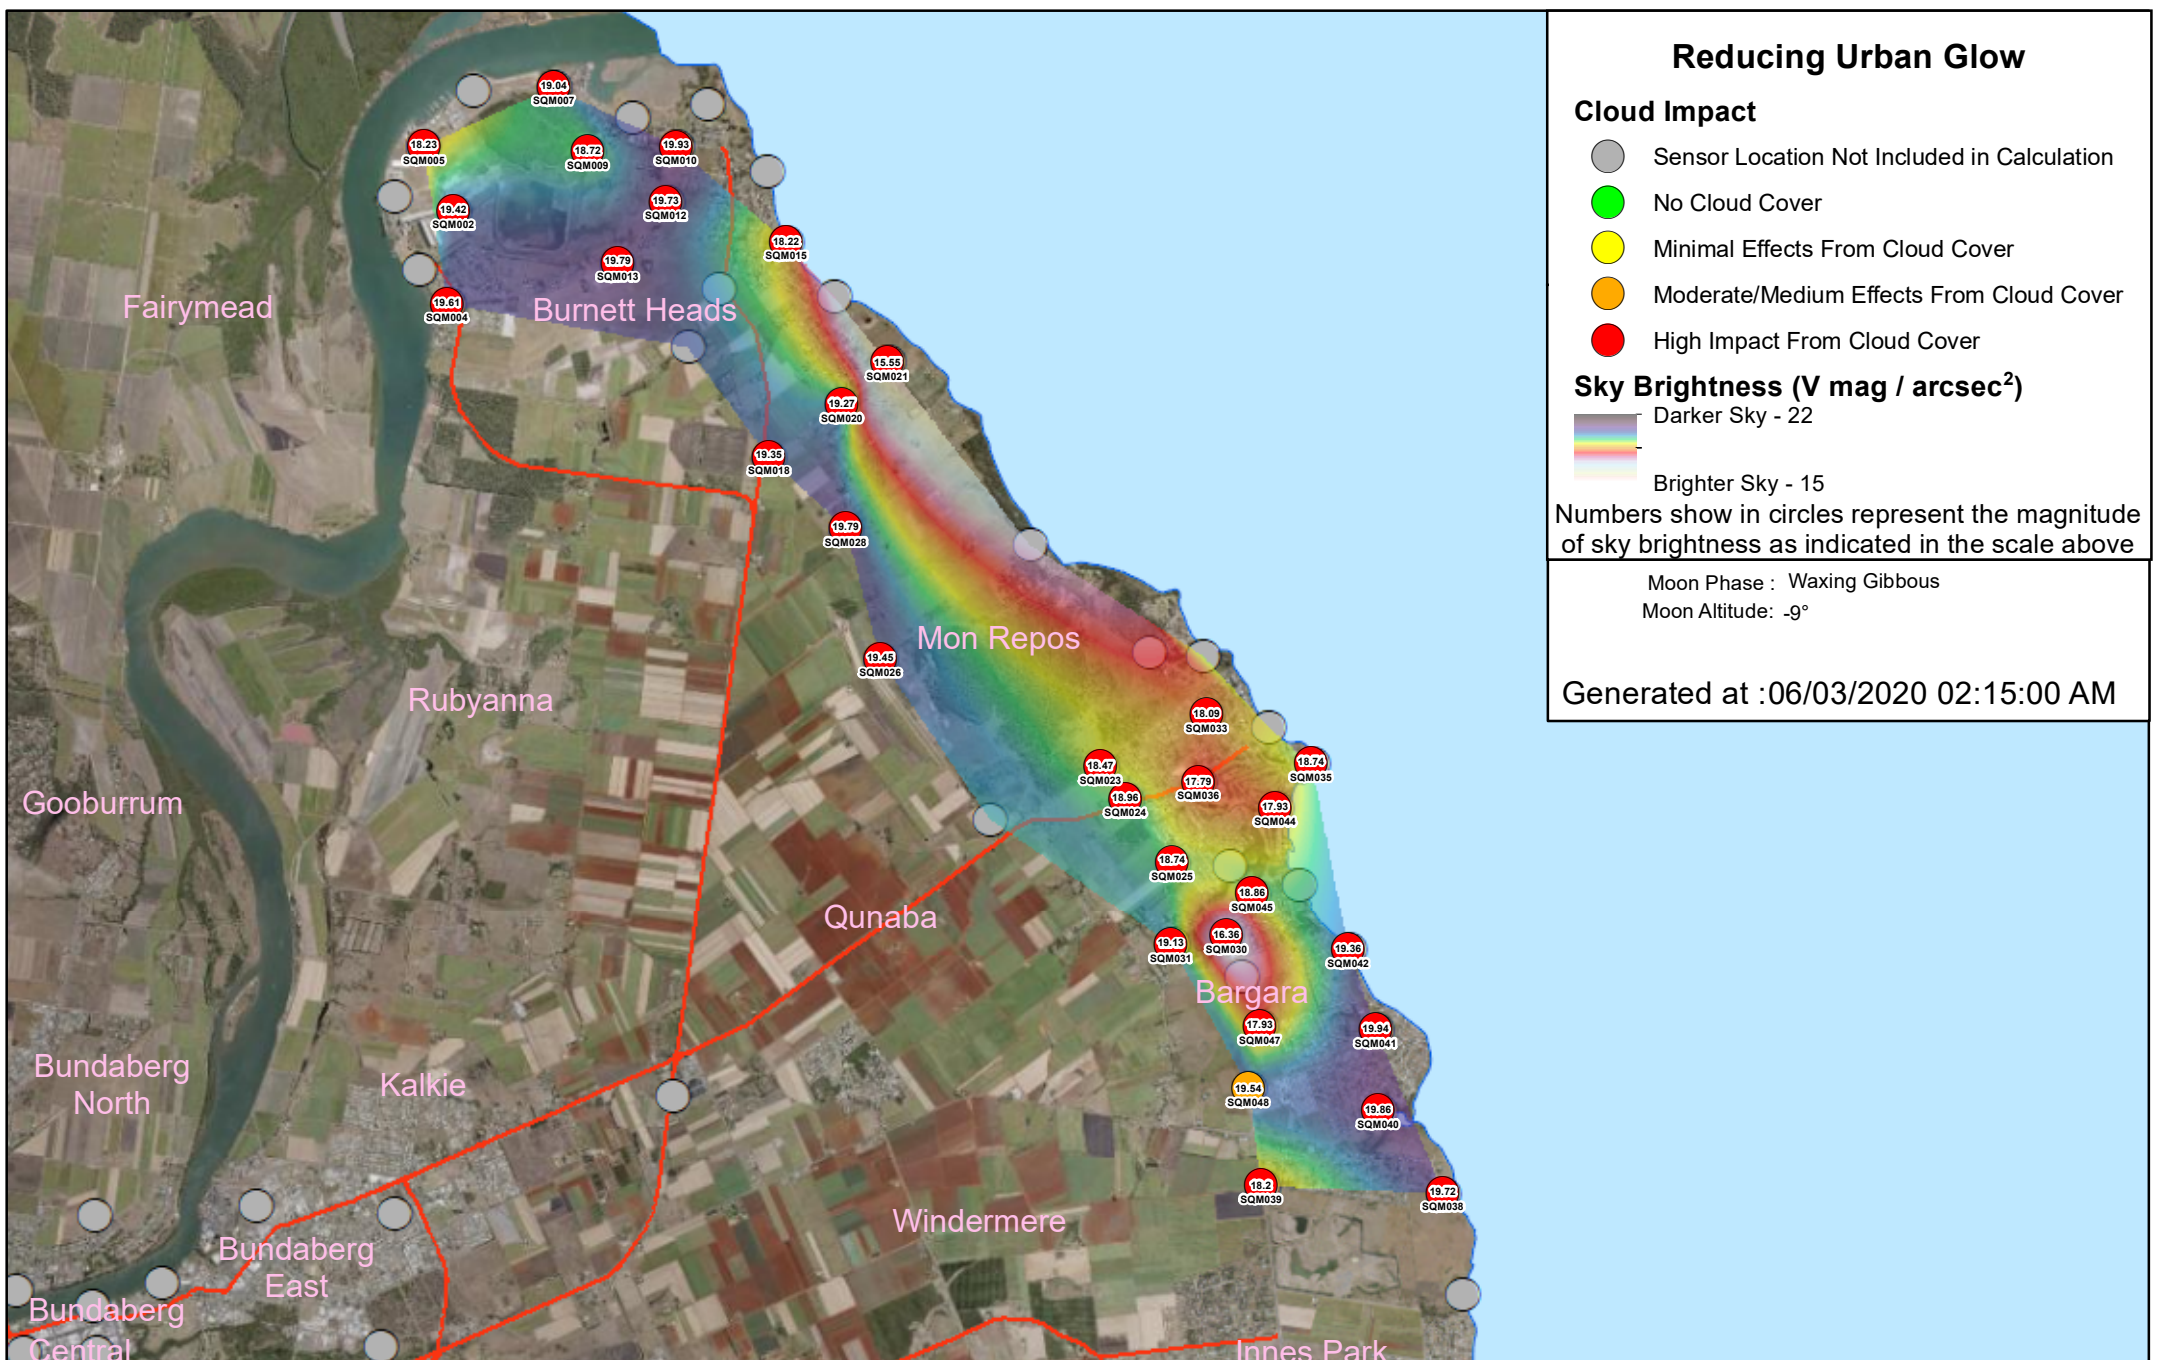 Reducing Urban Glow
Cloud Impact
Sensor Location Not Included in Calculation
No Cloud Cover
Minimal Effects From Cloud Cover
Moderate/Medium Effects From Cloud Cover
High Impact From Cloud Cover
Sky Brightness (V mag / arcsec²)
Darker Sky - 22
Brighter Sky - 15
Numbers show in circles represent the magnitude
of sky brightness as indicated in the scale above
Moon Phase : Waxing Gibbous
Moon Altitude: -9°
Generated at :06/03/2020 02:15:00 AM
19.04
SQM007
18.23
SQM005
18.72
SQM009
19.93
SQM010
19.42
SQM002
19.73
SQM012
18.22
SQM015
19.79
SQM013
19.61
SQM004
Fairymead
Burnett Heads
15.55
SQM021
19.27
SQM020
19.35
SQM018
19.79
SQM028
Mon Repos
19.45
SQM026
Rubyanna
18.09
SQM033
18.47
SQM023
17.79
SQM036
18.74
SQM035
18.96
SQM024
17.93
SQM044
Gooburrum
18.74
SQM025
18.86
SQM045
Qunaba
16.36
SQM030
19.13
SQM031
19.36
SQM042
Bargara
17.93
SQM047
19.94
SQM041
Bundaberg
North
Kalkie
19.54
SQM048
19.86
SQM040
18.2
SQM039
19.72
SQM038
Windermere
Bundaberg
East
Bundaberg
Central
Innes Park